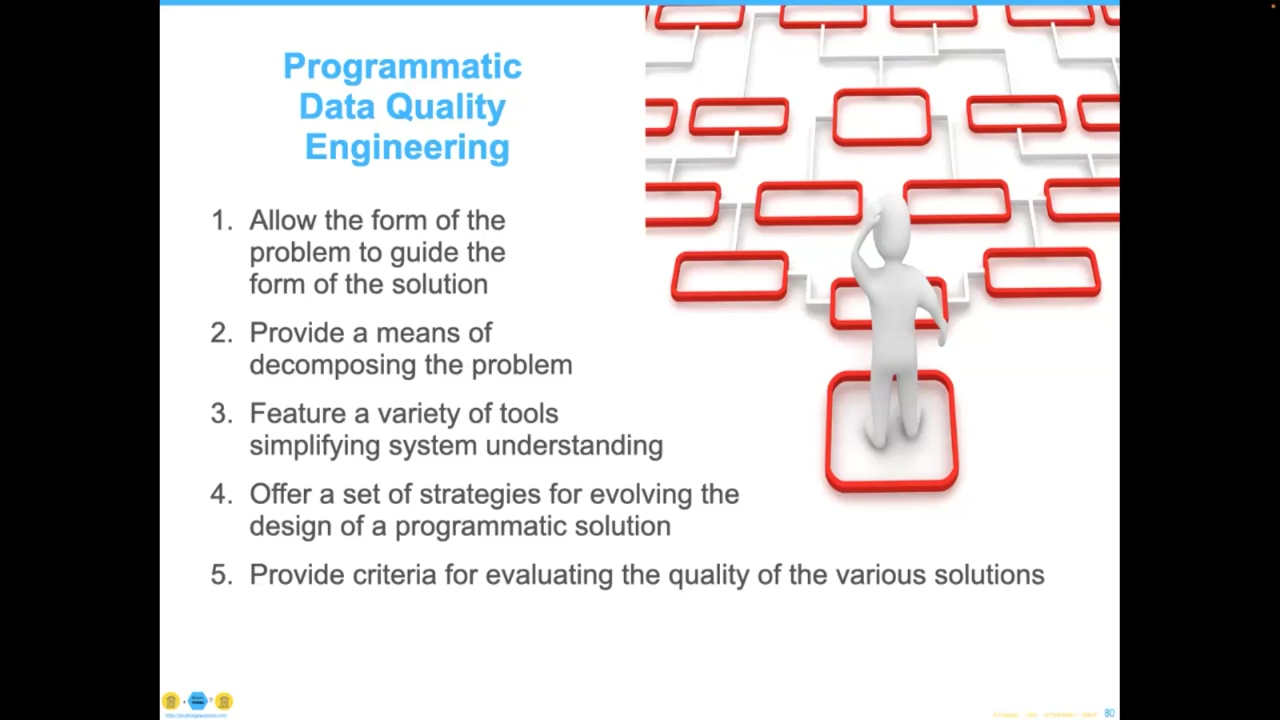 Programmatic
Data Quality
Engineering
1. Allow the form of the
problem to guide the
form of the solution
2. Provide a means of
decomposing the problem
3. Feature a variety of tools
simplifying system understanding
4. Offer a set of strategies for evolving the
design of a programmatic solution
5. Provide criteria for evaluating the quality of the various solutions
80